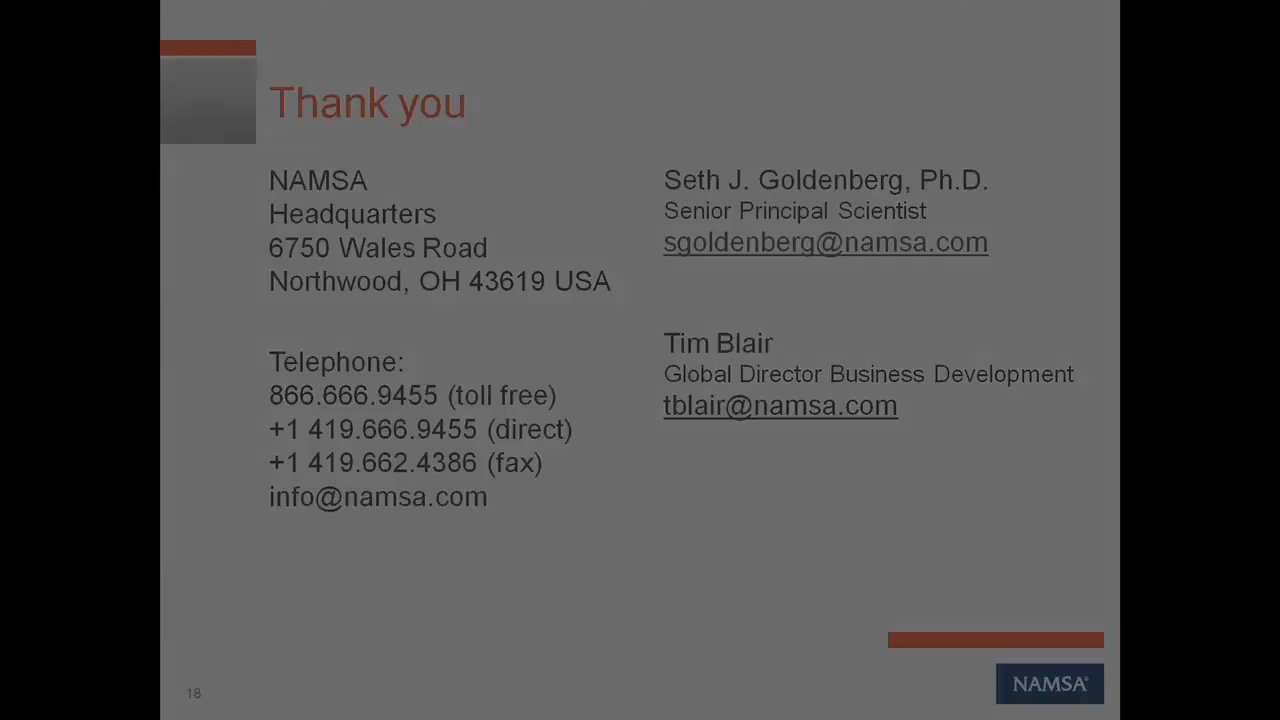 Thank you
NAMSA
Headquarters
6750 Wales Road
Northwood, OH 43619 USA
Telephone:
866.666.9455 (toll free)
+1 419.666.9455 (direct)
+1 419.662.4386 (fax)
info@namsa.com
Seth J. Goldenberg, Ph.D.
Senior Principal Scientist
sgoldenberg@namsa.com
Tim Blair
Global Director Business Development
tblair@namsa.com
18
NAMSA®